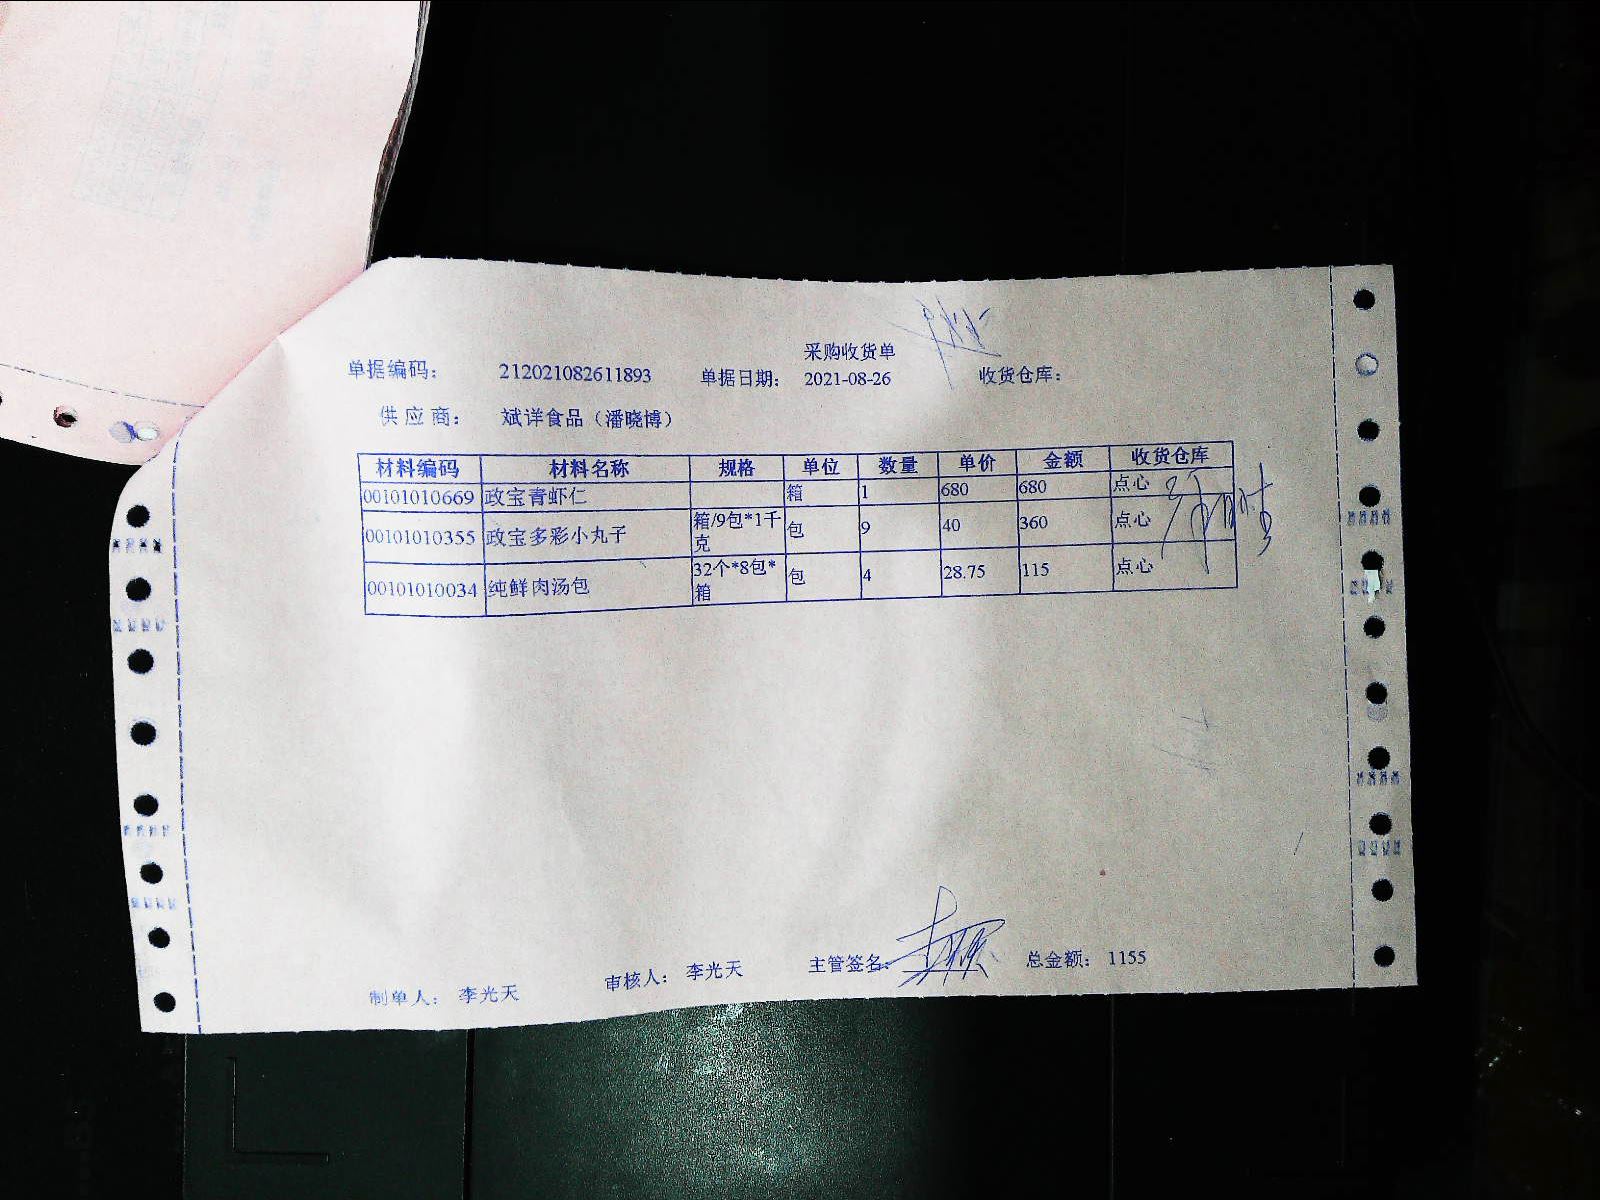 采购收货单
单据编码： 212021082611893 单据日期： 2021-08-26 收货仓库：
供应商： 斌详食品（潘晓博）
材料编码 材料名称 规格 单位 数量 单价 金额 收货仓库
00101010669 政宝青虾仁 箱 1 680 680 点心
00101010355 政宝多彩小丸子 箱/9包*1千克 包 9 40 360 点心
00101010034 纯鲜肉汤包 32个*8包*箱 包 4 28.75 115 点心
制单人： 李光天 审核人： 李光天 主管签名： 总金额： 1155